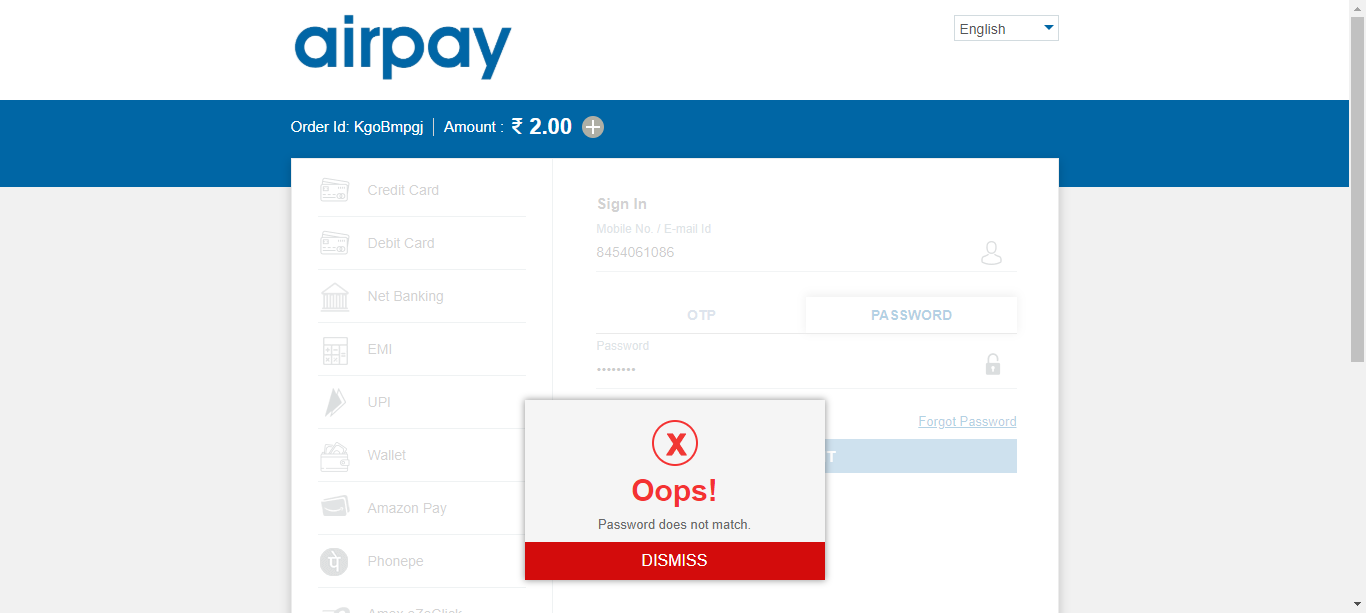 airpay
English
Order Id: KgoBmpgj | Amount : ₹ 2.00
Credit Card
Debit Card
Net Banking
EMI
UPI
Wallet
Amazon Pay
Phonepe
Amex eZeClick
Sign In
Mobile No. / E-mail Id
8454061086
OTP
PASSWORD
Password
••••••••
Forgot Password
T
X
Oops!
Password does not match.
DISMISS